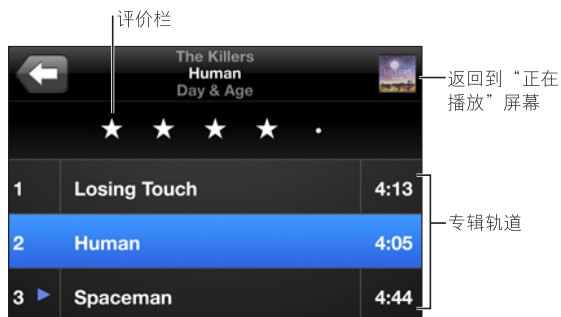 评价栏
The Killers
Human
Day & Age
返回到“正在
播放”屏幕
1 Losing Touch 4:13
2 Human 4:05
专辑轨道
3 Spaceman 4:44